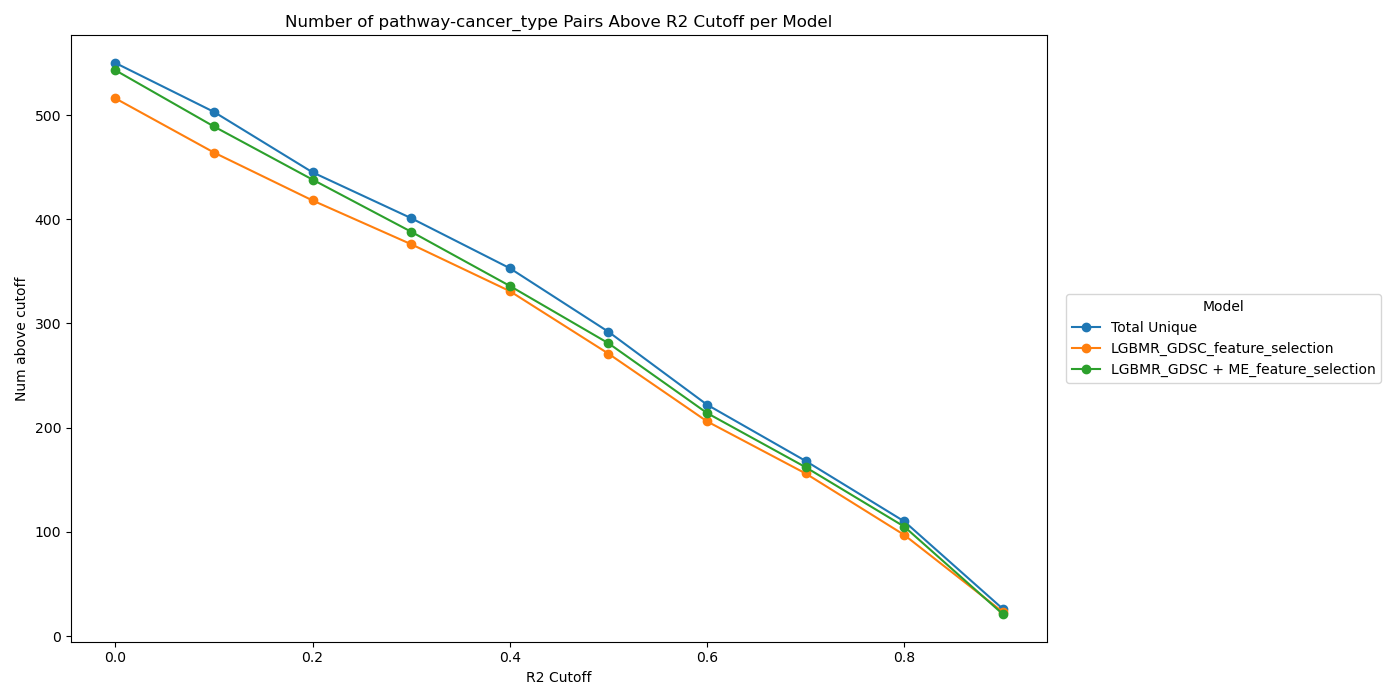 Number of pathway-cancer_type Pairs Above R2 Cutoff per Model
Num above cutoff
500
400
300
200
100
0
0.0
0.2
0.4
0.6
0.8
R2 Cutoff
Model
Total Unique
LGBMR_GDSC_feature_selection
LGBMR_GDSC + ME_feature_selection